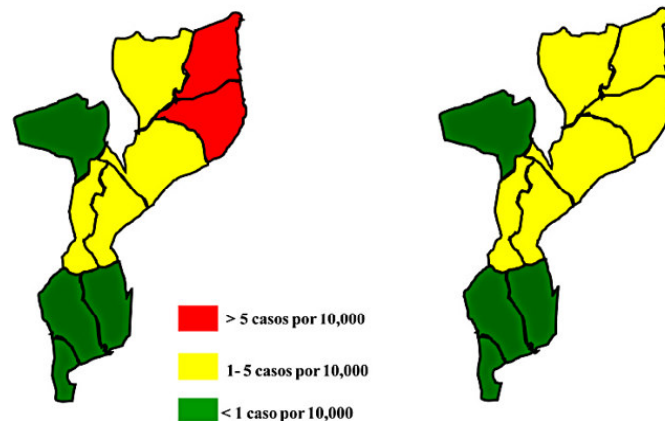 > 5 casos por 10,000
1- 5 casos por 10,000
< 1 caso por 10,000